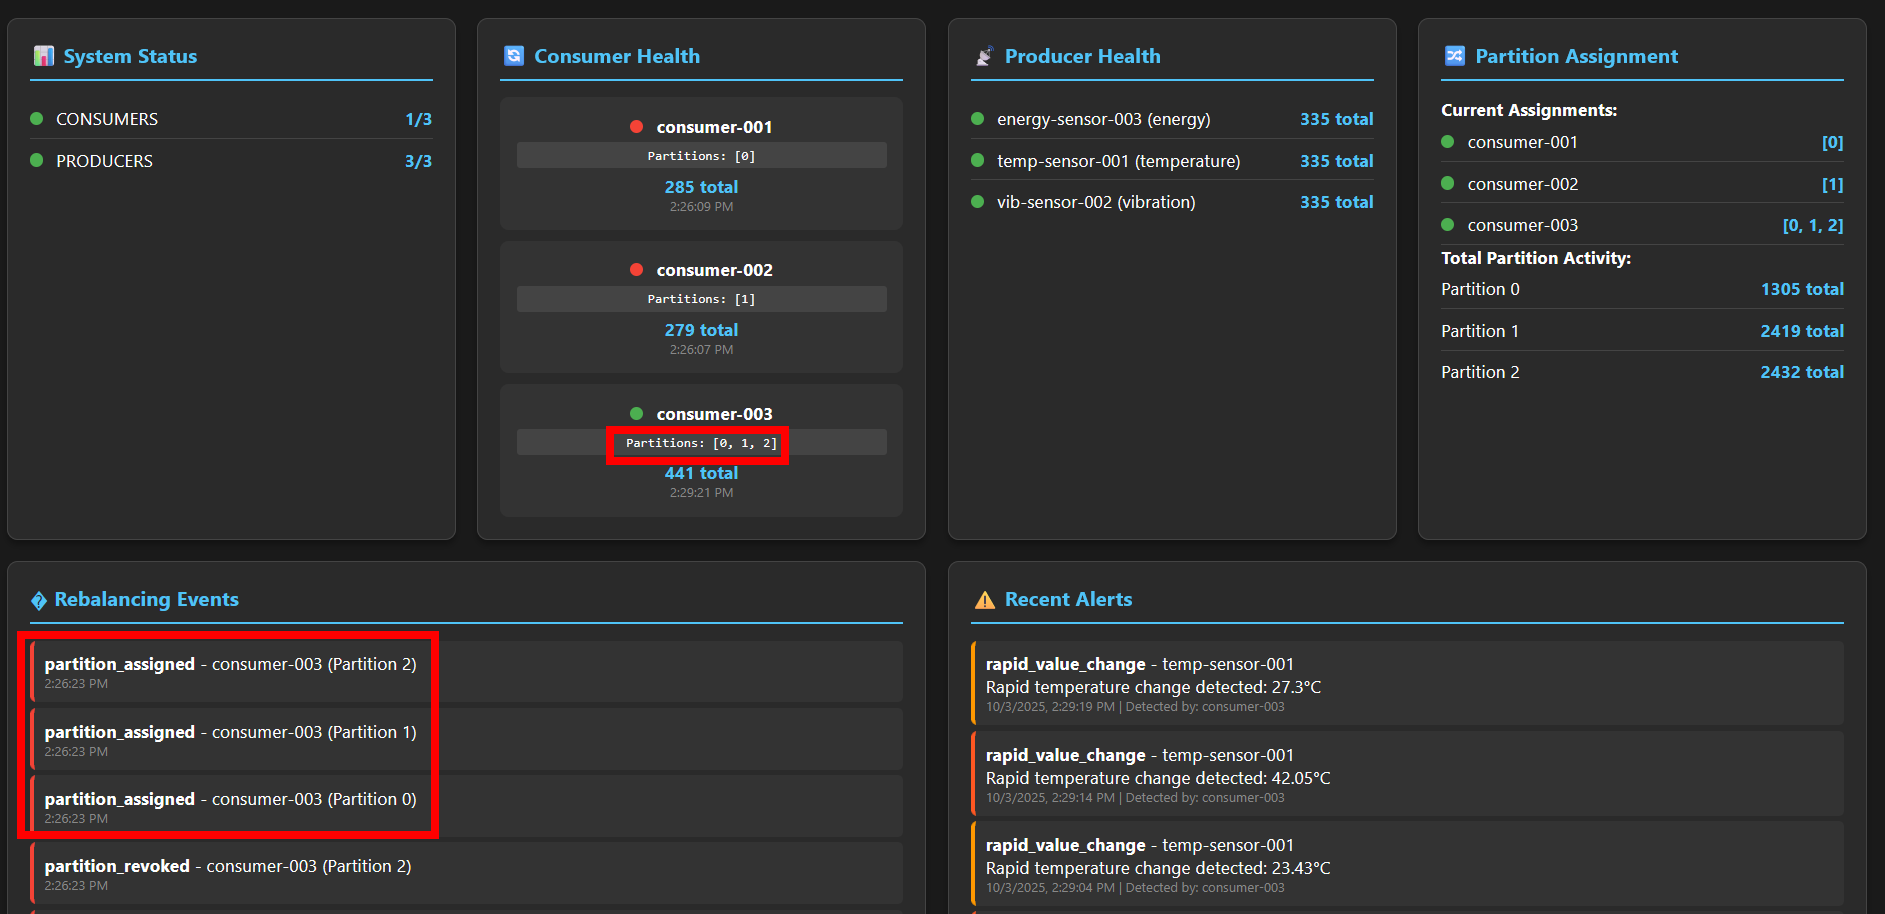 System Status
CONSUMERS 1/3
PRODUCERS 3/3
Consumer Health
consumer-001
Partitions: [0]
285 total
2:26:09 PM
consumer-002
Partitions: [1]
279 total
2:26:07 PM
consumer-003
Partitions: [0, 1, 2]
441 total
2:29:21 PM
Producer Health
energy-sensor-003 (energy) 335 total
temp-sensor-001 (temperature) 335 total
vib-sensor-002 (vibration) 335 total
Partition Assignment
Current Assignments:
consumer-001 [0]
consumer-002 [1]
consumer-003 [0, 1, 2]
Total Partition Activity:
Partition 0 1305 total
Partition 1 2419 total
Partition 2 2432 total
� Rebalancing Events
partition_assigned - consumer-003 (Partition 2)
2:26:23 PM
partition_assigned - consumer-003 (Partition 1)
2:26:23 PM
partition_assigned - consumer-003 (Partition 0)
2:26:23 PM
partition_revoked - consumer-003 (Partition 2)
2:26:23 PM
Recent Alerts
rapid_value_change - temp-sensor-001
Rapid temperature change detected: 27.3°C
10/3/2025, 2:29:19 PM | Detected by: consumer-003
rapid_value_change - temp-sensor-001
Rapid temperature change detected: 42.05°C
10/3/2025, 2:29:14 PM | Detected by: consumer-003
rapid_value_change - temp-sensor-001
Rapid temperature change detected: 23.43°C
10/3/2025, 2:29:04 PM | Detected by: consumer-003